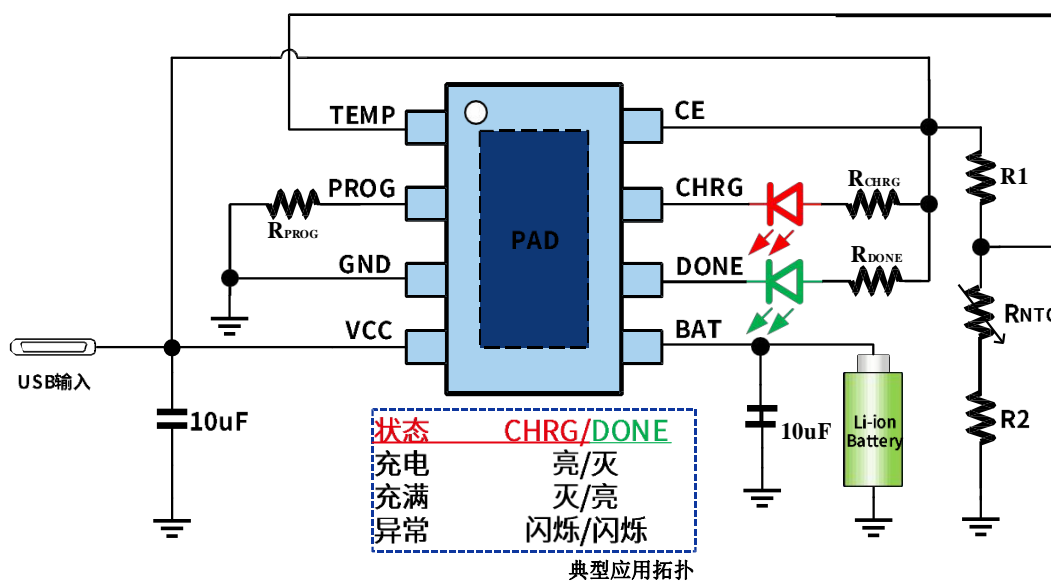 TEMP
CE
PROG
CHRG
RCHRG
R1
RPROG
PAD
GND
DONE
RDONE
VCC
BAT
RNTC
USB输入
10uF
10uF
Li-ion
Battery
R2
状态 CHRG/DONE
充电 亮/灭
充满 灭/亮
异常 闪烁/闪烁
典型应用拓扑